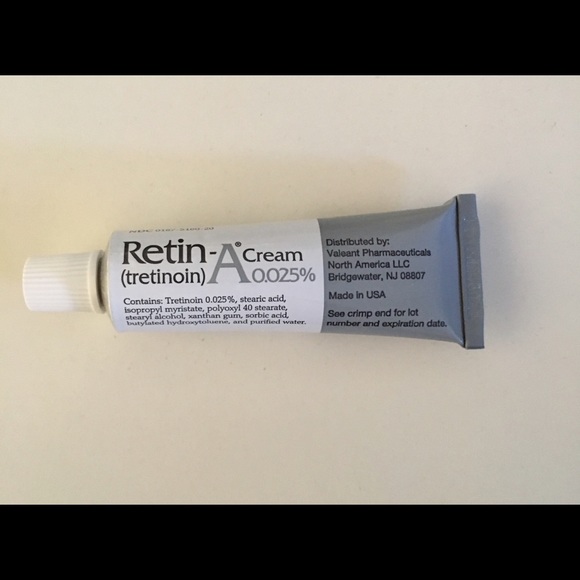 Retin-A® Cream
(tretinoin) 0.025%
Contains: Tretinoin 0.025%, stearic acid,
isopropyl myristate, polyoxyl 40 stearate,
stearyl alcohol, xanthan gum, sorbic acid,
butylated hydroxytoluene, and purified water.
Distributed by:
Valeant Pharmaceuticals
North America LLC
Bridgewater, NJ 08807
Made in USA
See crimp end for lot
number and expiration date.